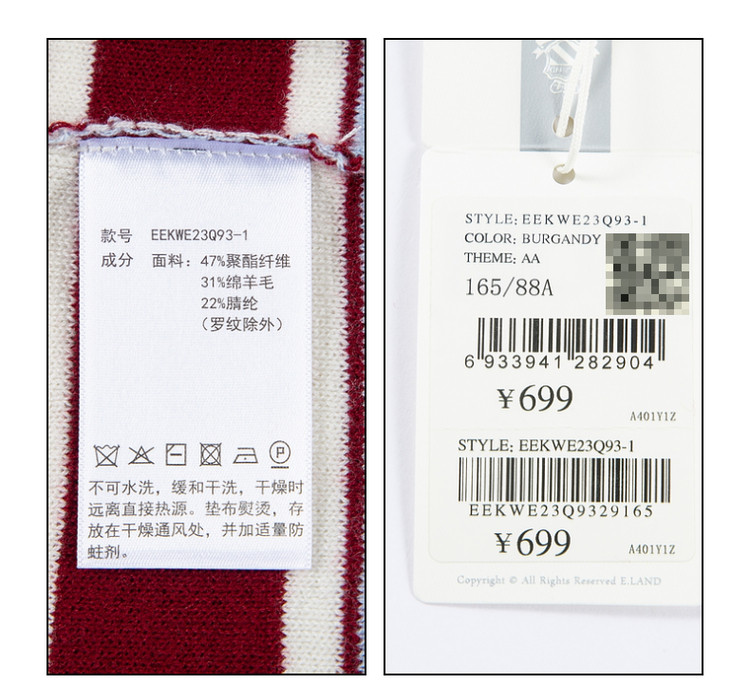 款号 EEKWE23Q93-1
成分 面料：47%聚酯纤维
31%绵羊毛
22%腈纶
（罗纹除外）
P
不可水洗，缓和干洗，干燥时
远离直接热源。垫布熨烫，存
放在干燥通风处，并加适量防
蛀剂。
STYLE: EEKWE23Q93-1
COLOR: BURGANDY
THEME: AA
165/88A
6 933941 282904
¥699
A401Y1Z
STYLE: EEKWE23Q93-1
EEKWE23Q9329165
¥699
A401Y1Z
Copyright © All Rights Reserved E.LAND